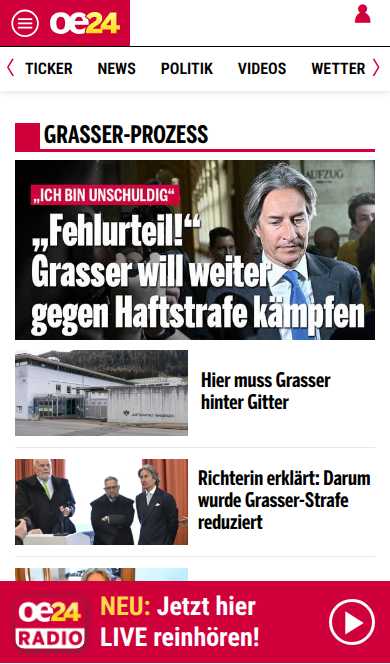 oe24
TICKER NEWS POLITIK VIDEOS WETTER
GRASSER-PROZESS
AUFZUG
„ICH BIN UNSCHULDIG“
„Fehlurteil!“
Grasser will weiter
gegen Haftstrafe kämpfen
Hier muss Grasser
hinter Gitter
Richterin erklärt: Darum
wurde Grasser-Strafe
reduziert
oe24
RADIO
NEU: Jetzt hier
LIVE reinhören!